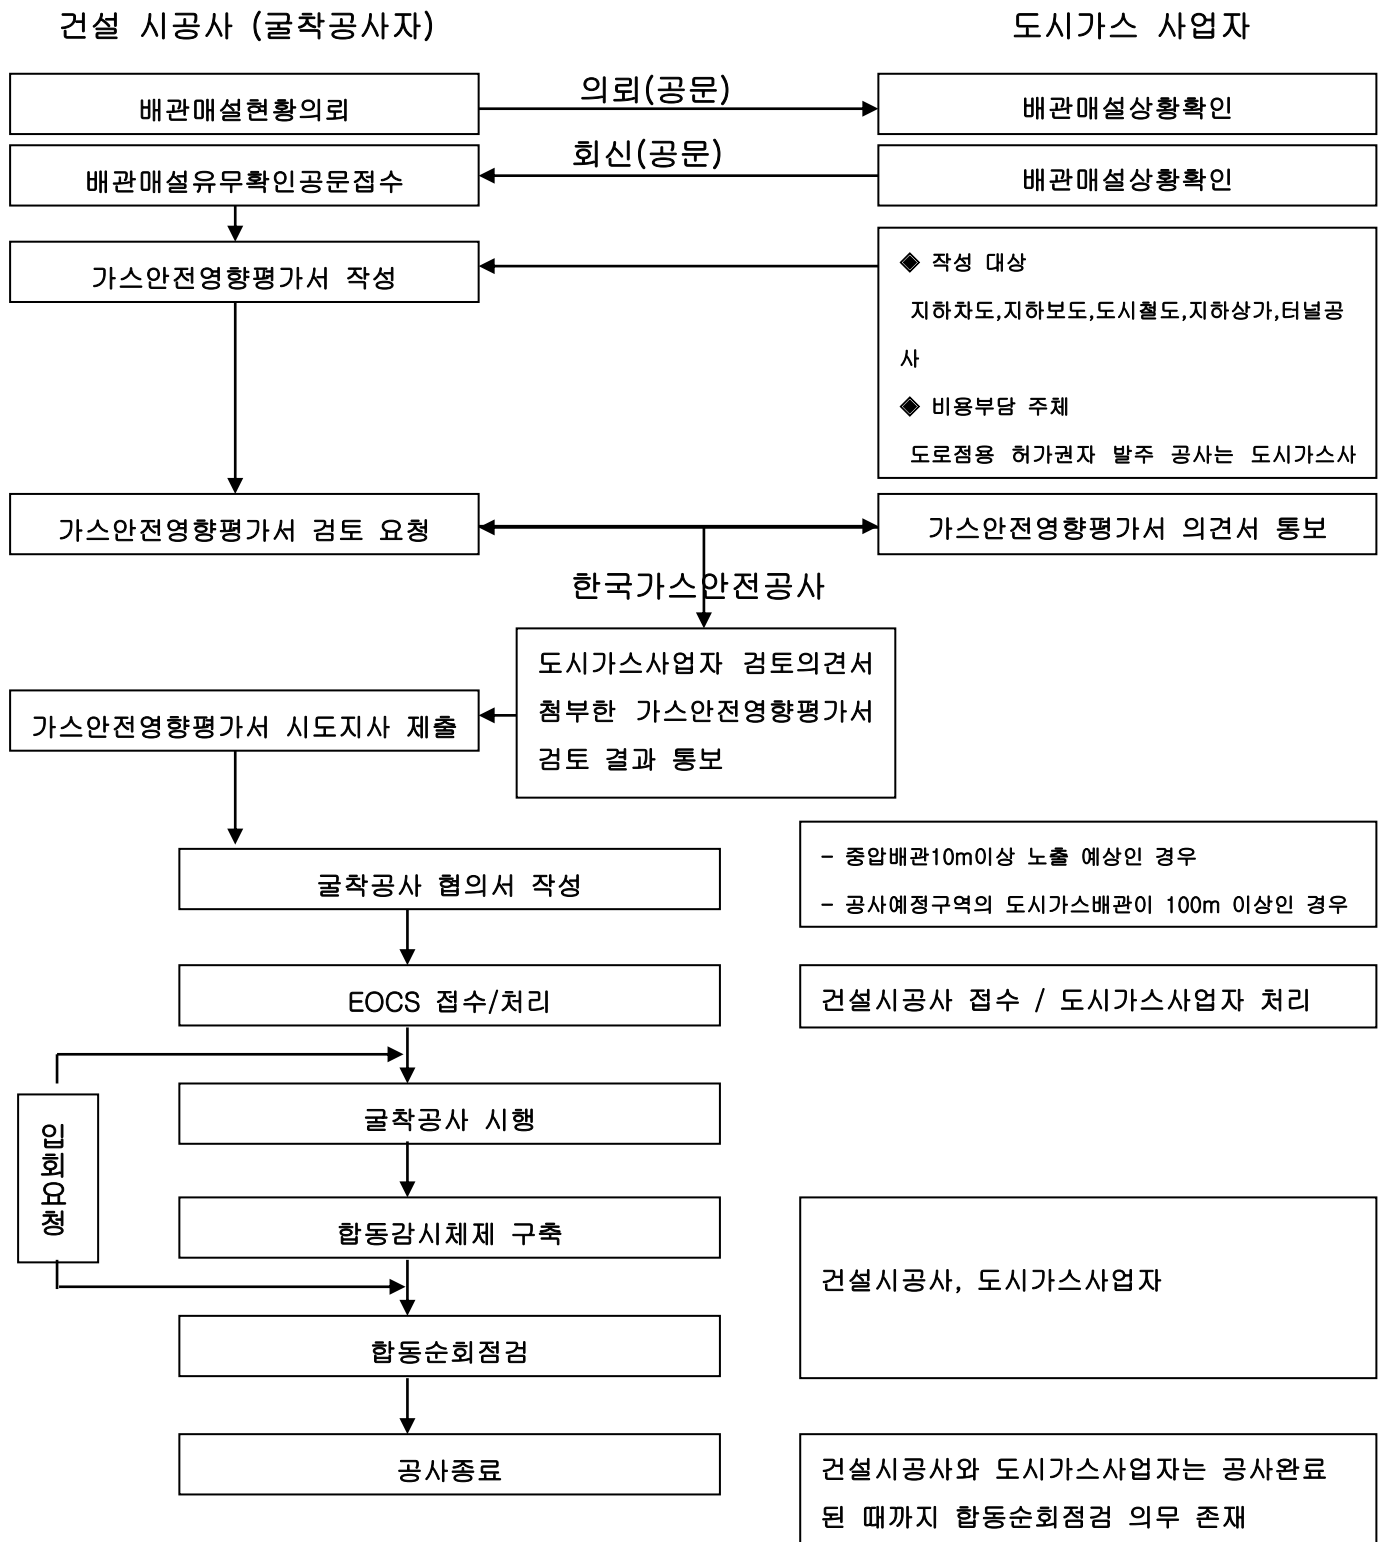 건설 시공사 (굴착공사자)
도시가스 사업자
배관매설현황의뢰
의뢰(공문)
배관매설상황확인
배관매설유무확인공문접수
회신(공문)
배관매설상황확인
가스안전영향평가서 작성
◈ 작성 대상
지하차도,지하보도,도시철도,지하상가,터널공
사
◈ 비용부담 주체
도로점용 허가권자 발주 공사는 도시가스사
가스안전영향평가서 검토 요청
가스안전영향평가서 의견서 통보
한국가스안전공사
도시가스사업자 검토의견서
첨부한 가스안전영향평가서
검토 결과 통보
가스안전영향평가서 시도지사 제출
굴착공사 협의서 작성
- 중압배관10m이상 노출 예상인 경우
- 공사예정구역의 도시가스배관이 100m 이상인 경우
EOCS 접수/처리
건설시공사 접수 / 도시가스사업자 처리
입회요청
굴착공사 시행
합동감시체제 구축
건설시공사, 도시가스사업자
합동순회점검
공사종료
건설시공사와 도시가스사업자는 공사완료
된 때까지 합동순회점검 의무 존재